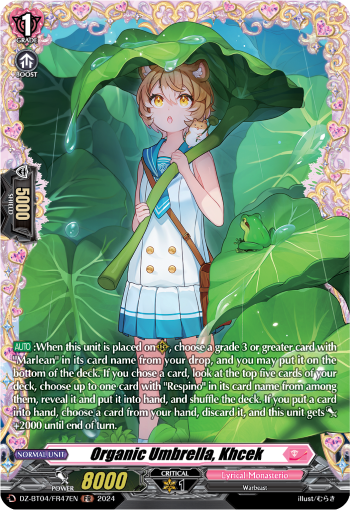 1
GRADE
BOOST
5000
SHIELD
AUTO :When this unit is placed on , choose a grade 3 or greater card with
"Marlean" in its card name from your drop, and you may put it on the
bottom of the deck. If you chose a card, look at the top five cards of your
deck, choose up to one card with "Respino" in its card name from among
them, reveal it and put it into hand, and shuffle the deck. If you put a card
into hand, choose a card from your hand, discard it, and this unit gets
+2000 until end of turn.
NORMAL UNIT
Organic Umbrella, Khcek
8000
CRITICAL
1
Lyrical Monasterio
Warbeast
DZ-BT04/FR47EN FR 2024
illust/むらき